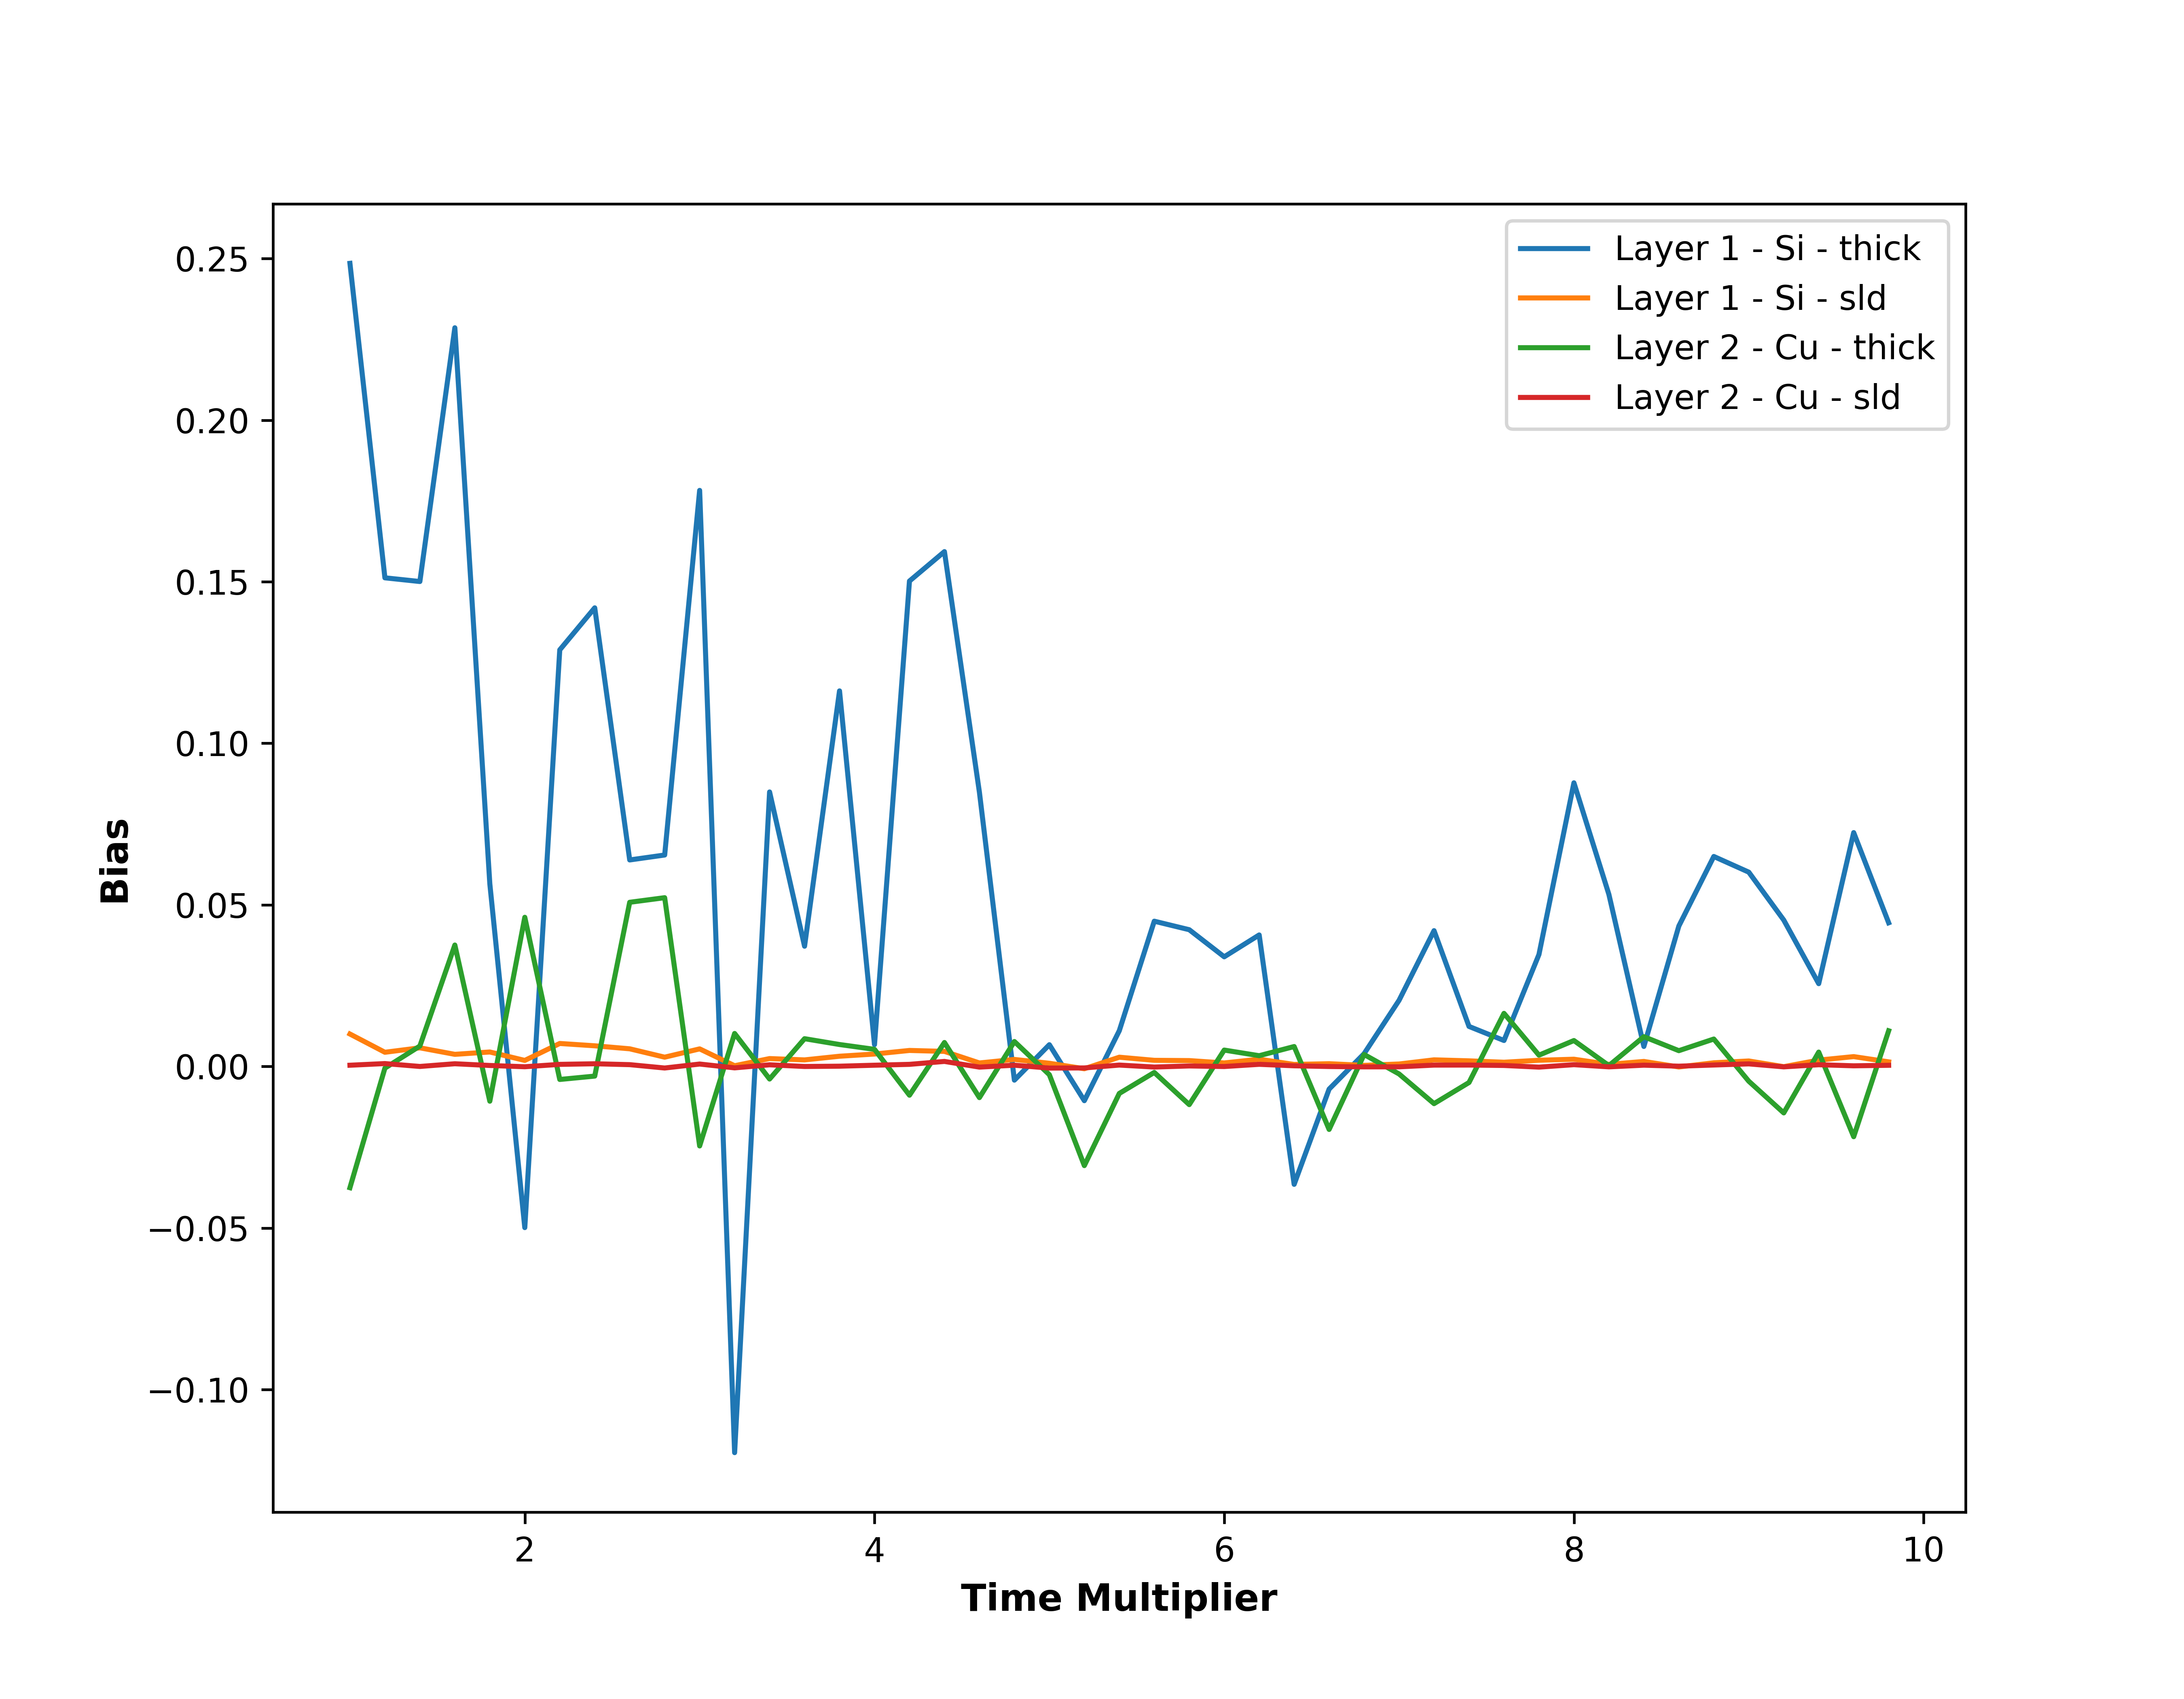 Layer 1 - Si - thick
Layer 1 - Si - sld
Layer 2 - Cu - thick
Layer 2 - Cu - sld
0.25
0.20
0.15
0.10
0.05
0.00
−0.05
−0.10
Bias
2 4 6 8 10
Time Multiplier